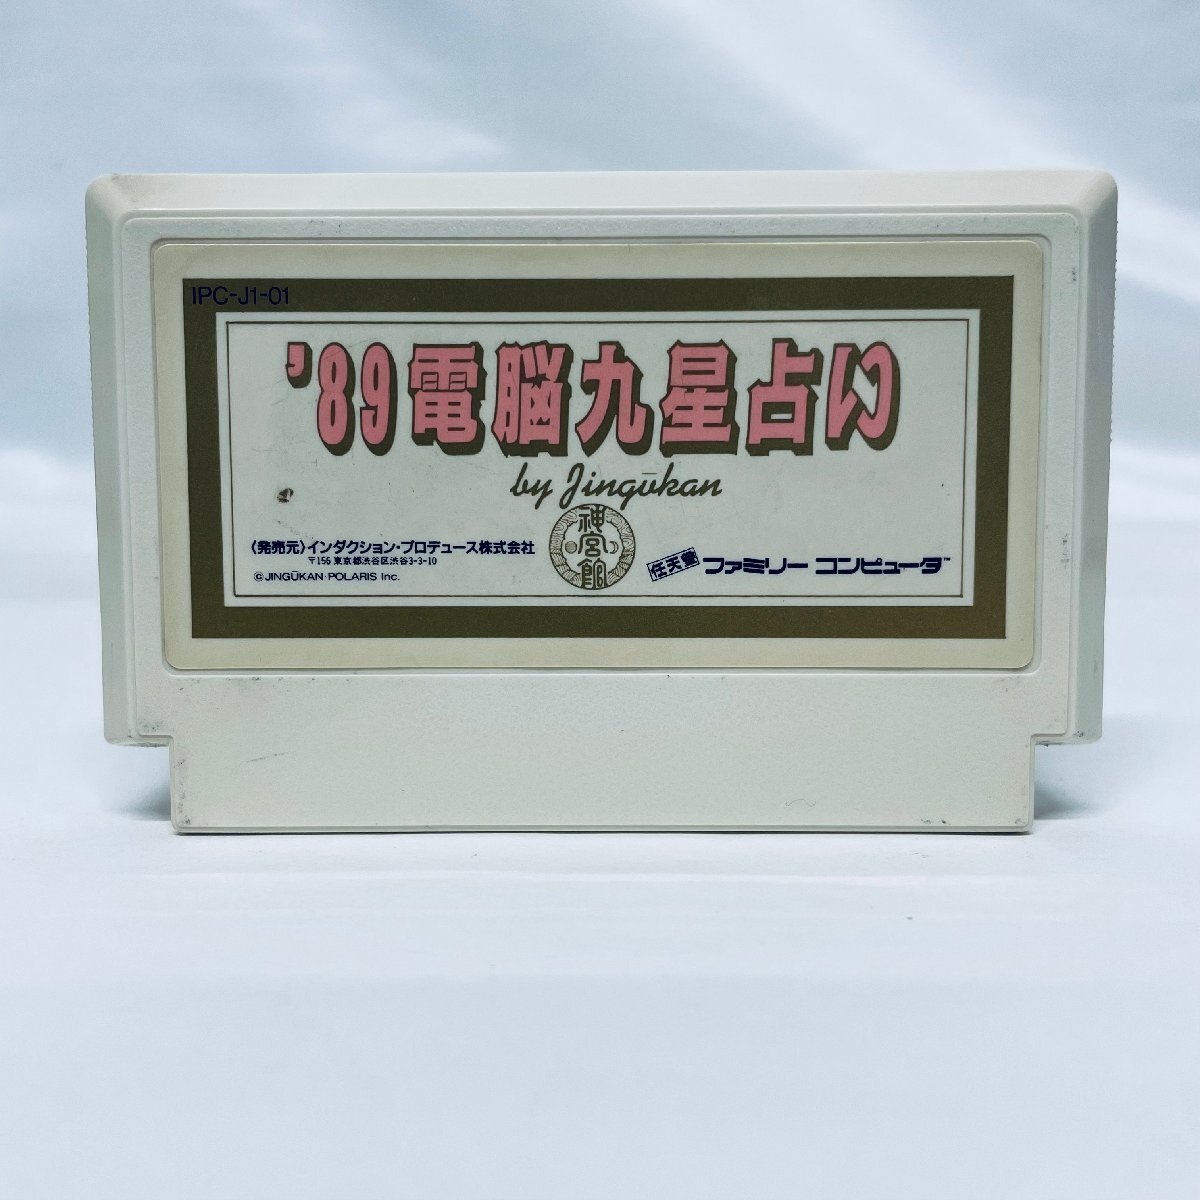 IPC-J1-01
'89電脳九星占い
by Jingūkan
神宮館
〈発売元〉インダクション・プロデュース株式会社
〒156 東京都渋谷区渋谷3-3-10
©JINGŪKAN・POLARIS Inc.
任天堂 ファミリー コンピュータ™